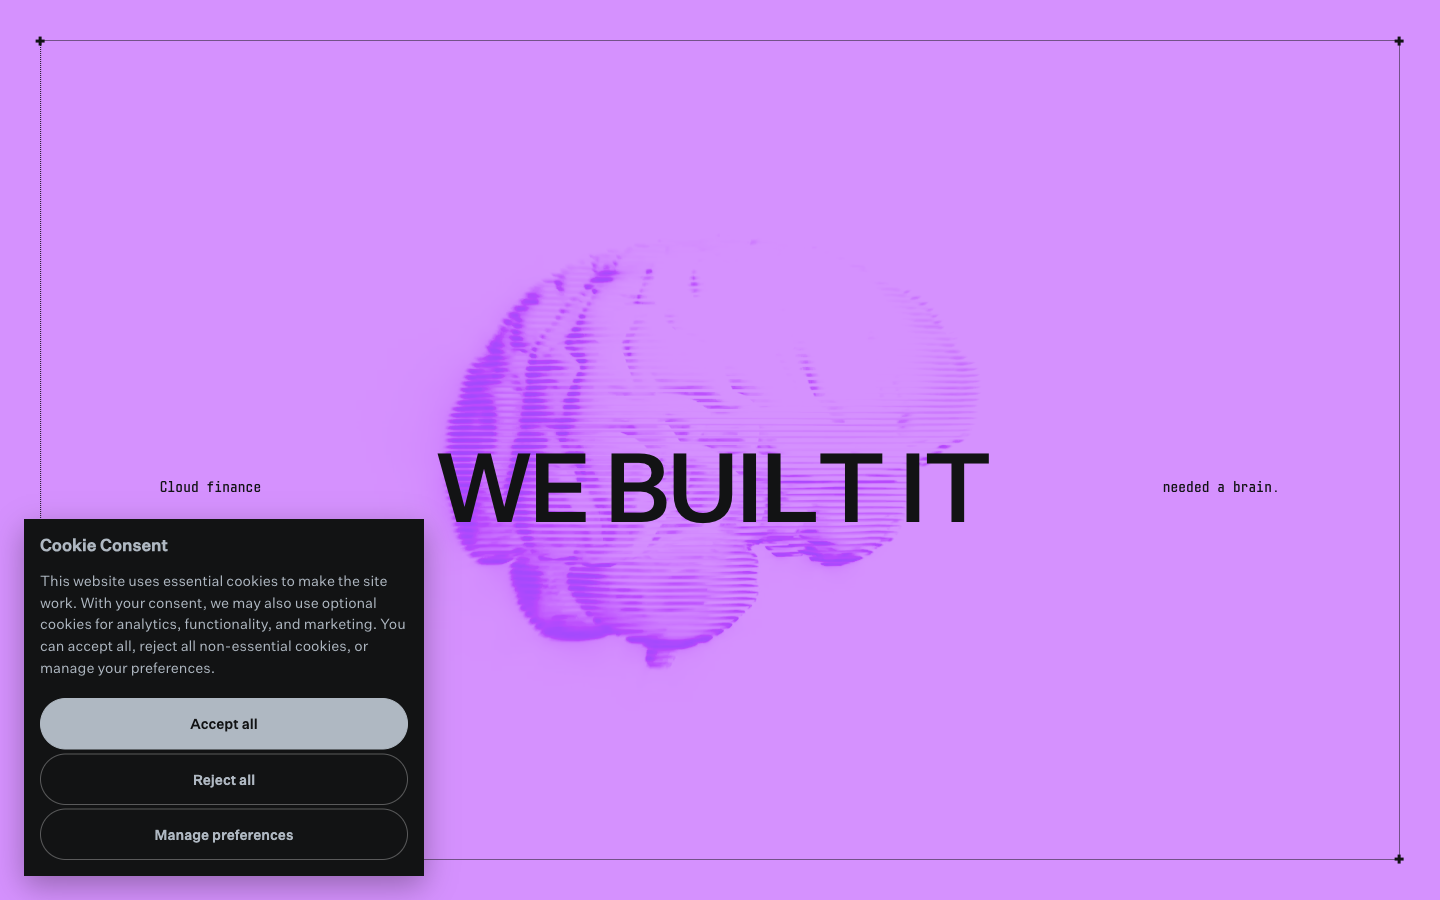 Cloud finance
WE BUILT IT
needed a brain.
Cookie Consent
This website uses essential cookies to make the site
work. With your consent, we may also use optional
cookies for analytics, functionality, and marketing. You
can accept all, reject all non-essential cookies, or
manage your preferences.
Accept all
Reject all
Manage preferences